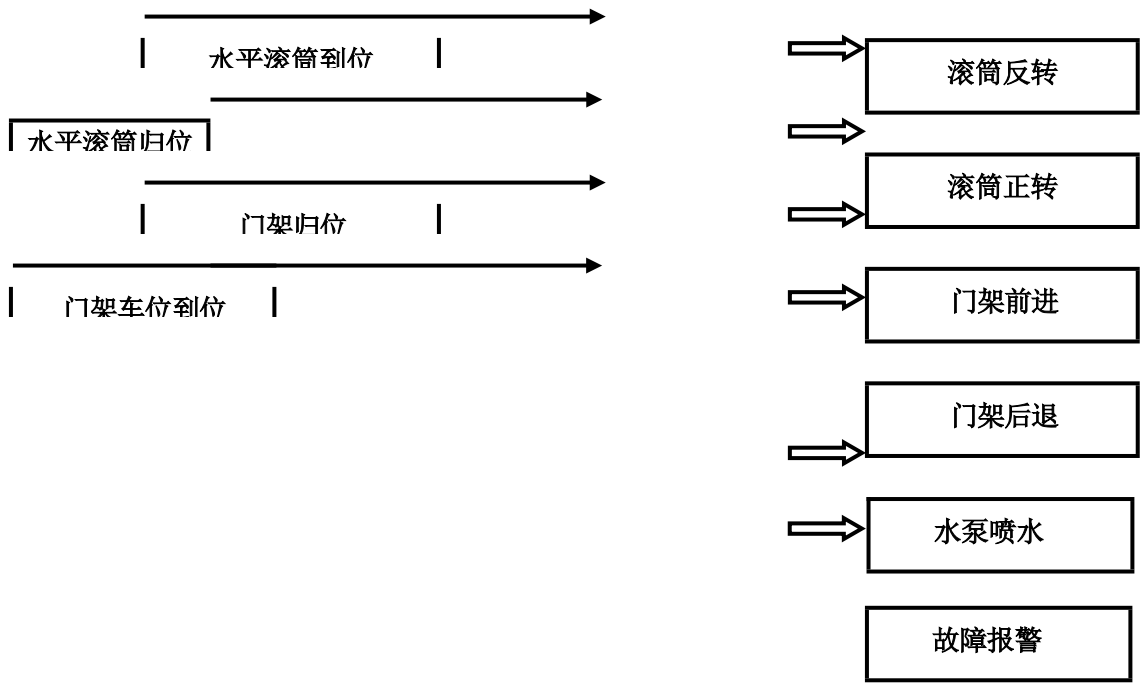 水平滚筒到位
水平滚筒归位
门架归位
门架车位到位
滚筒反转
滚筒正转
门架前进
门架后退
水泵喷水
故障报警